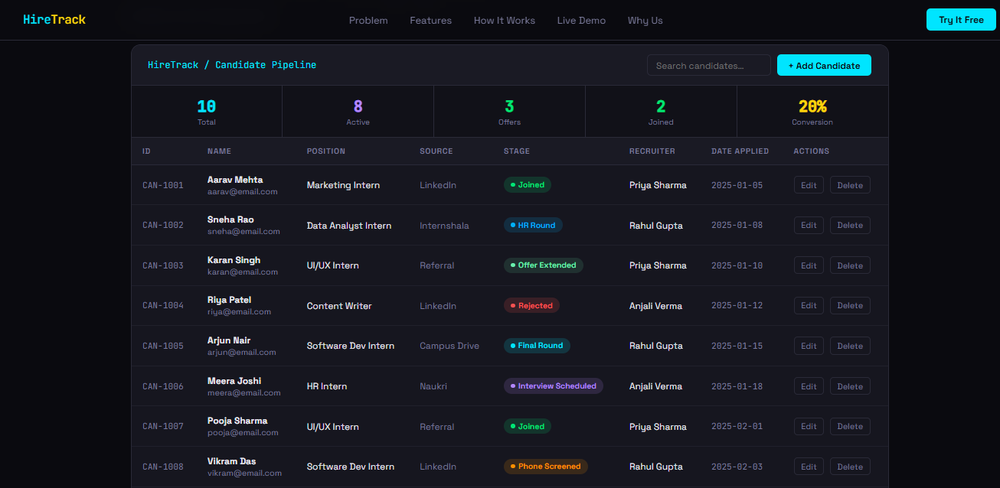 HireTrack Problem Features How It Works Live Demo Why Us Try It Free
HireTrack / Candidate Pipeline Search candidates... + Add Candidate
10 8 3 2 20%
Total Active Offers Joined Conversion
ID NAME POSITION SOURCE STAGE RECRUITER DATE APPLIED ACTIONS
CAN-1001 Aarav Mehta Marketing Intern LinkedIn Joined Priya Sharma 2025-01-05 Edit Delete
aarav@email.com
CAN-1002 Sneha Rao Data Analyst Intern Internshala HR Round Rahul Gupta 2025-01-08 Edit Delete
sneha@email.com
CAN-1003 Karan Singh UI/UX Intern Referral Offer Extended Priya Sharma 2025-01-10 Edit Delete
karan@email.com
CAN-1004 Riya Patel Content Writer LinkedIn Rejected Anjali Verma 2025-01-12 Edit Delete
riya@email.com
CAN-1005 Arjun Nair Software Dev Intern Campus Drive Final Round Rahul Gupta 2025-01-15 Edit Delete
arjun@email.com
CAN-1006 Meera Joshi HR Intern Naukri Interview Scheduled Anjali Verma 2025-01-18 Edit Delete
meera@email.com
CAN-1007 Pooja Sharma UI/UX Intern Referral Joined Priya Sharma 2025-02-01 Edit Delete
pooja@email.com
CAN-1008 Vikram Das Software Dev Intern LinkedIn Phone Screened Rahul Gupta 2025-02-03 Edit Delete
vikram@email.com